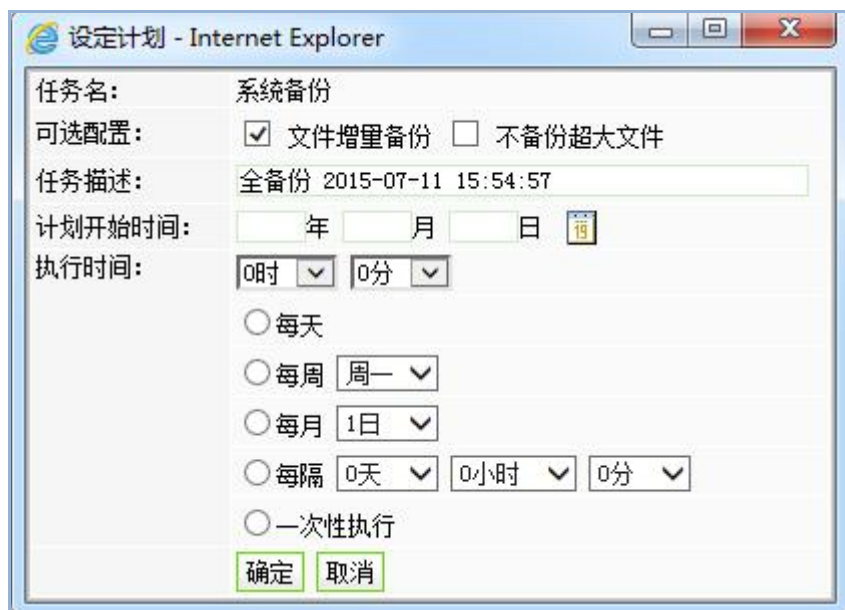 设定计划 - Internet Explorer
任务名: 系统备份
可选配置: 文件增量备份 不备份超大文件
任务描述: 全备份 2015-07-11 15:54:57
计划开始时间: 年 月 日 19
执行时间: 0时 0分
每天
每周 周一
每月 1日
每隔 0天 0小时 0分
一次性执行
确定 取消